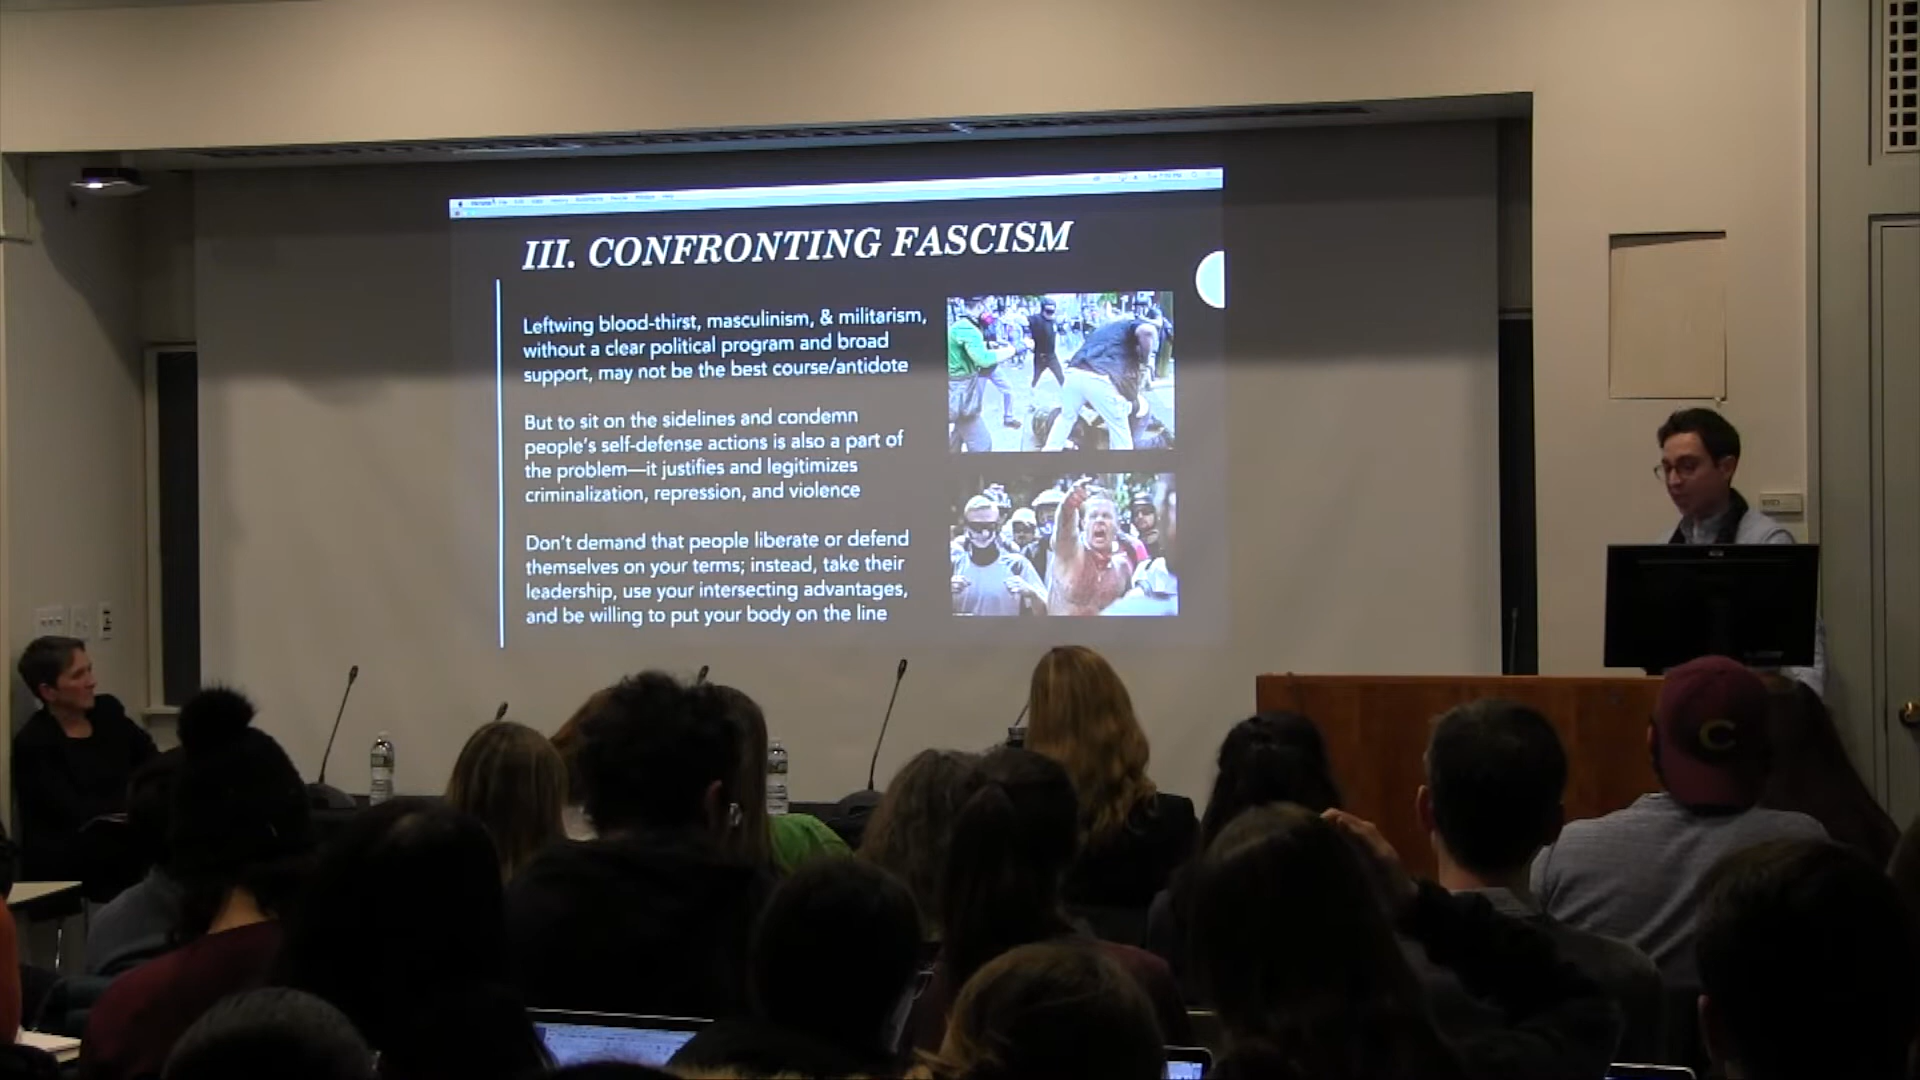 III. CONFRONTING FASCISM
Leftwing blood-thirst, masculinism, & militarism,
without a clear political program and broad
support, may not be the best course/antidote
But to sit on the sidelines and condemn
people's self-defense actions is also a part of
the problem—it justifies and legitimizes
criminalization, repression, and violence
Don't demand that people liberate or defend
themselves on your terms; instead, take their
leadership, use your intersecting advantages,
and be willing to put your body on the line
C